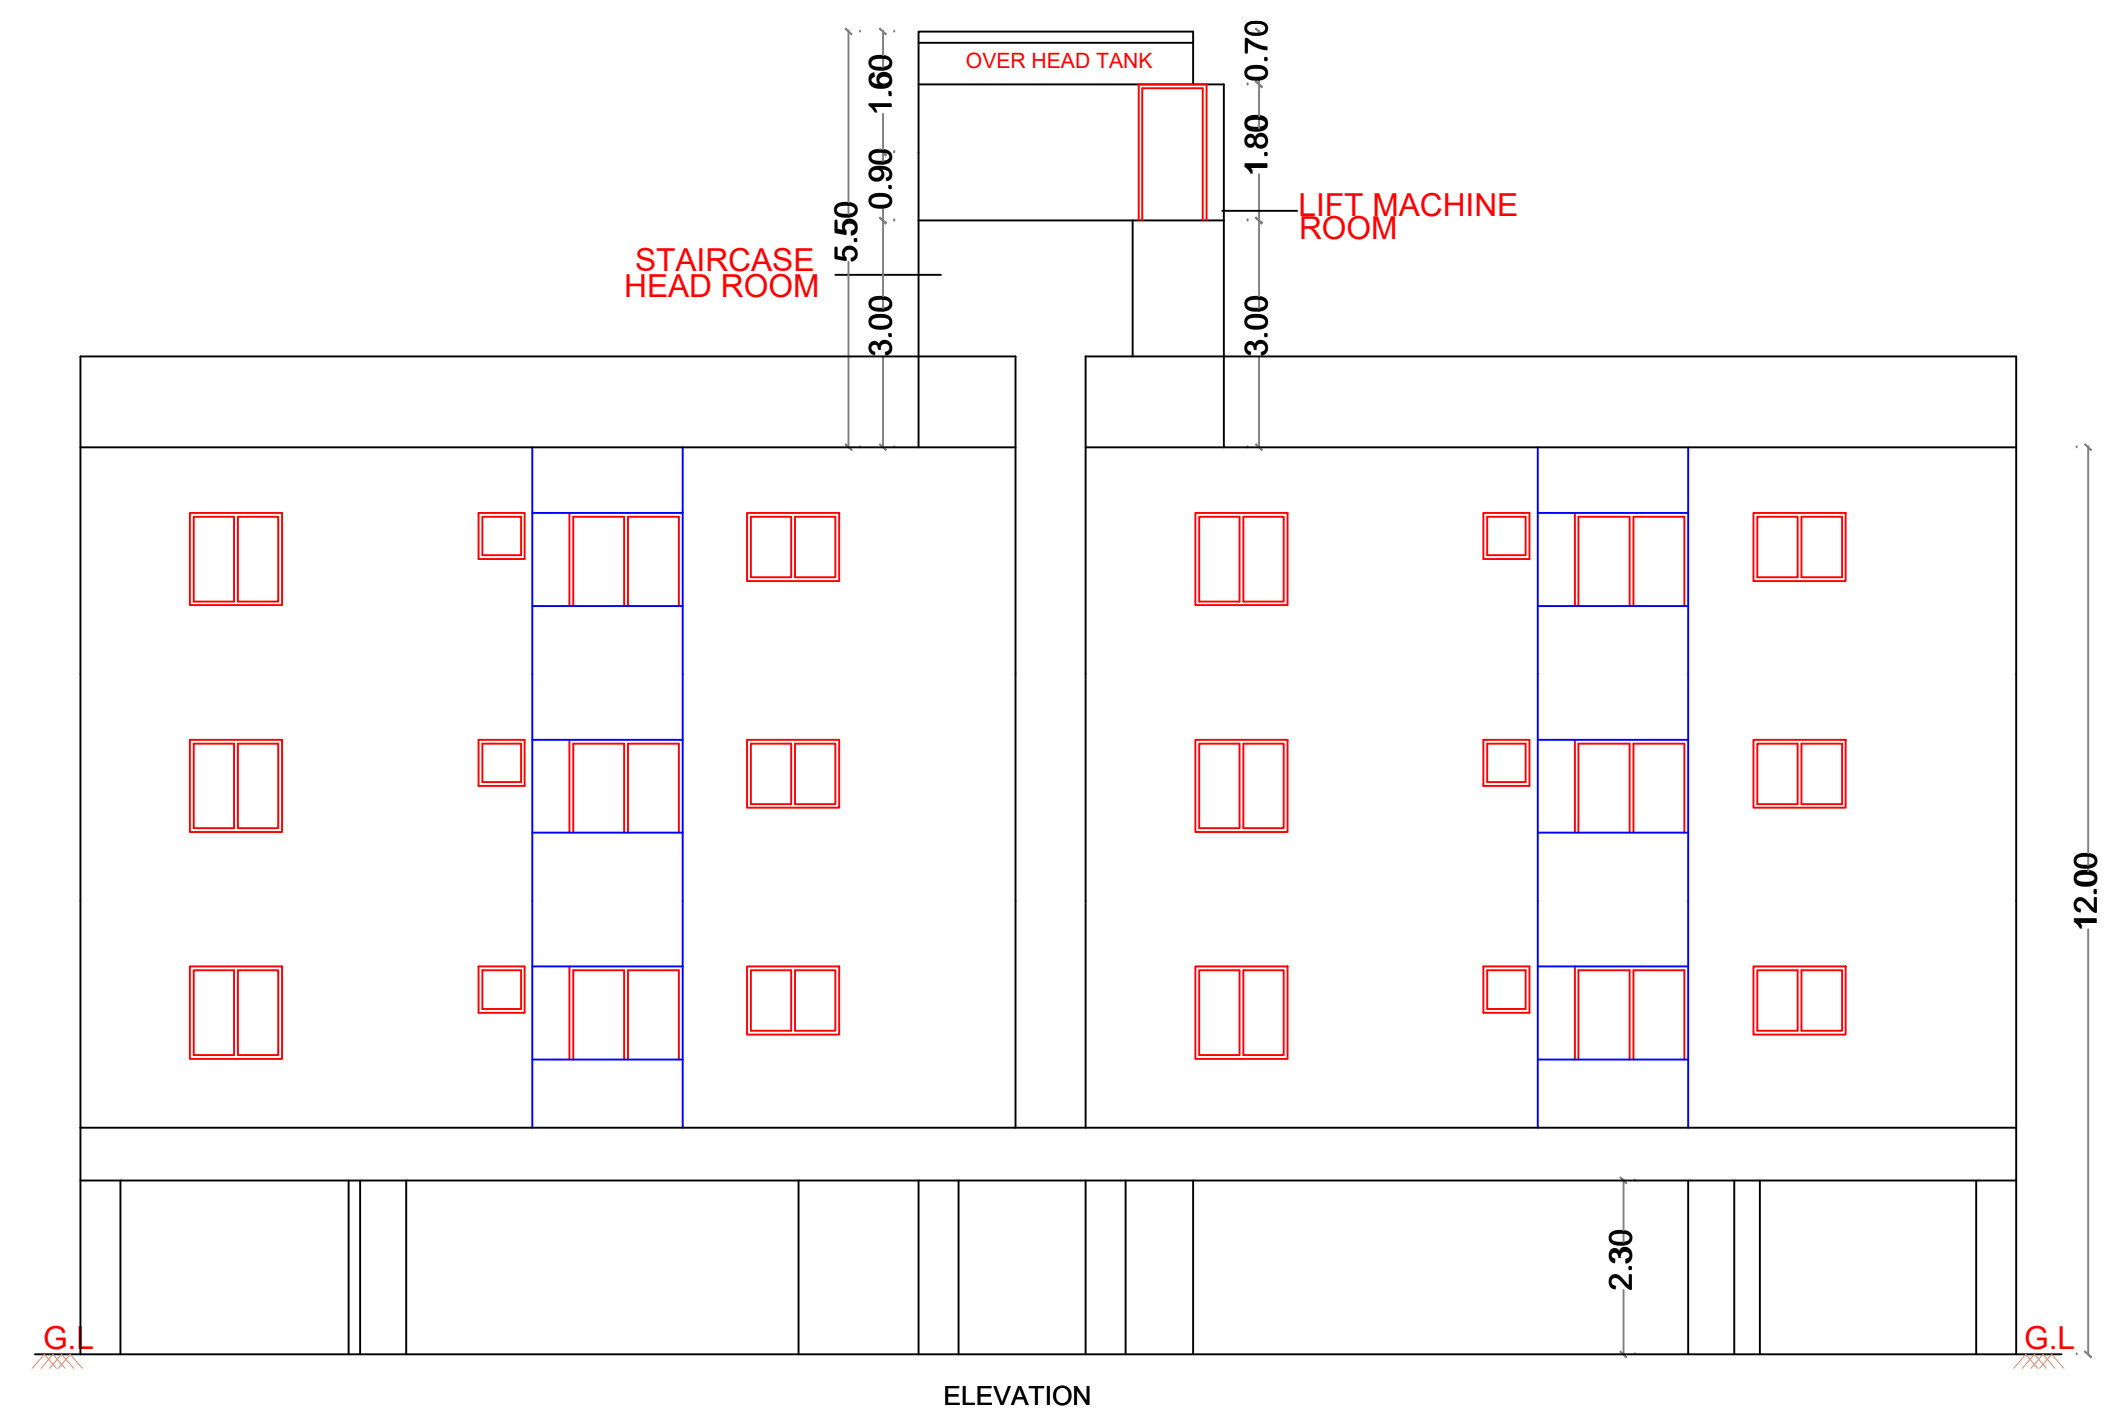 OVER HEAD TANK
1.60
0.70
0.90
1.80
5.50
LIFT MACHINE
ROOM
STAIRCASE
HEAD ROOM
3.00
3.00
12.00
2.30
G.L
G.L
ELEVATION